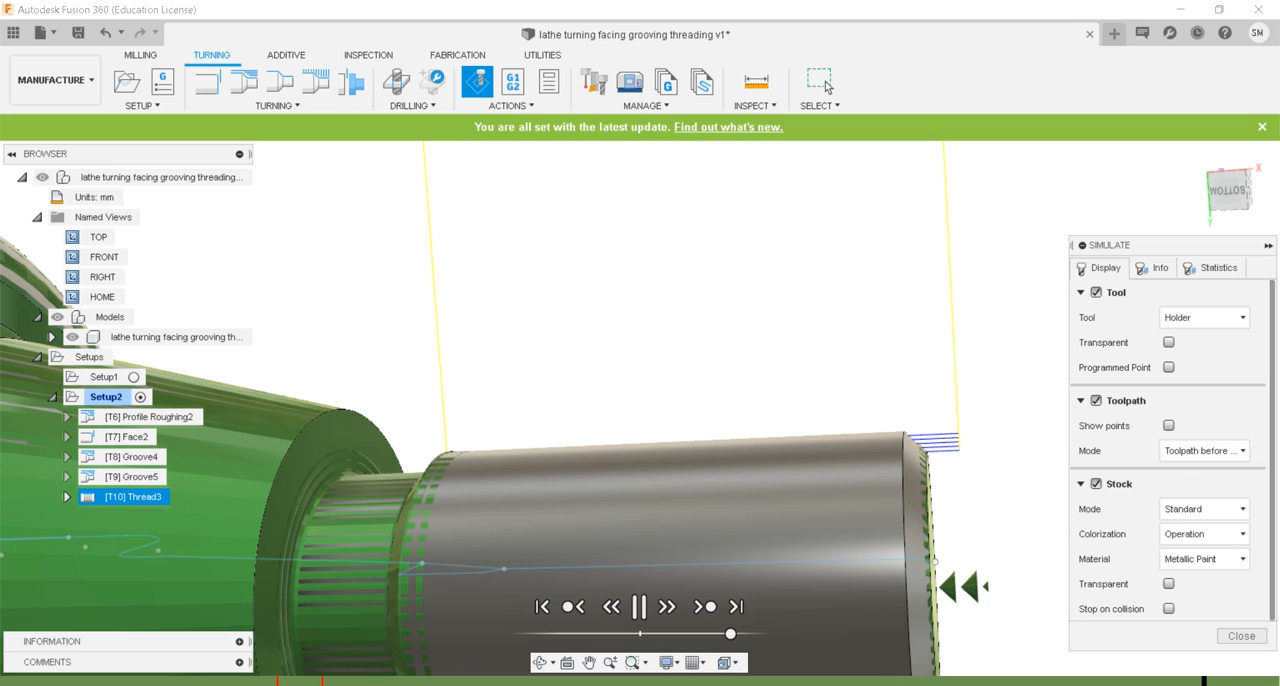 Autodesk Fusion 360 (Education License)
lathe turning facing grooving threading v1*
SM
MILLING TURNING ADDITIVE INSPECTION FABRICATION UTILITIES
MANUFACTURE
SETUP TURNING DRILLING ACTIONS MANAGE INSPECT SELECT
G
G1
G2
G
You are all set with the latest update. Find out what's new.
BROWSER
lathe turning facing grooving threading...
Units: mm
Named Views
TOP
FRONT
RIGHT
HOME
Models
lathe turning facing grooving th...
Setups
Setup1
Setup2
[T6] Profile Roughing2
[T7] Face2
[T8] Groove4
[T9] Groove5
[T10] Thread3
INFORMATION
COMMENTS
X
BOTTOM
Y
SIMULATE
Display Info Statistics
Tool
Tool Holder
Transparent
Programmed Point
Toolpath
Show points
Mode Toolpath before ...
Stock
Mode Standard
Colorization Operation
Material Metallic Paint
Transparent
Stop on collision
Close